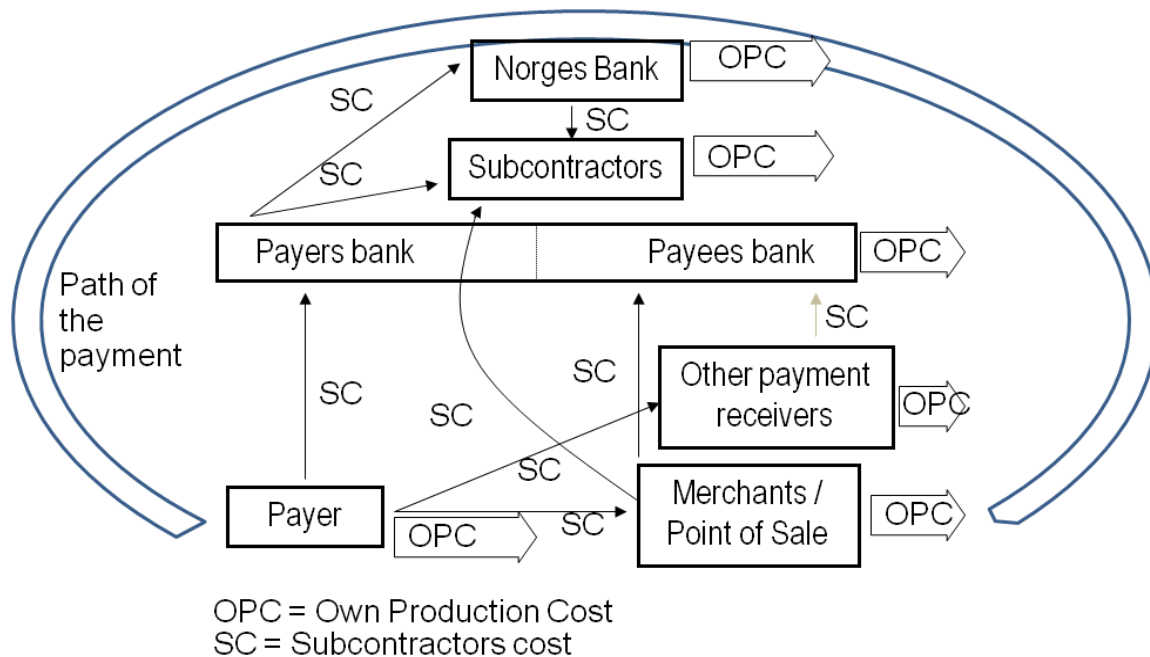 Norges Bank
OPC
SC
SC
Subcontractors
OPC
SC
Payers bank
Payees bank
OPC
Path of
the
payment
SC
Other payment
receivers
OPC
SC
SC
SC
SC
Payer
OPC
SC
Merchants /
Point of Sale
OPC
OPC = Own Production Cost
SC = Subcontractors cost